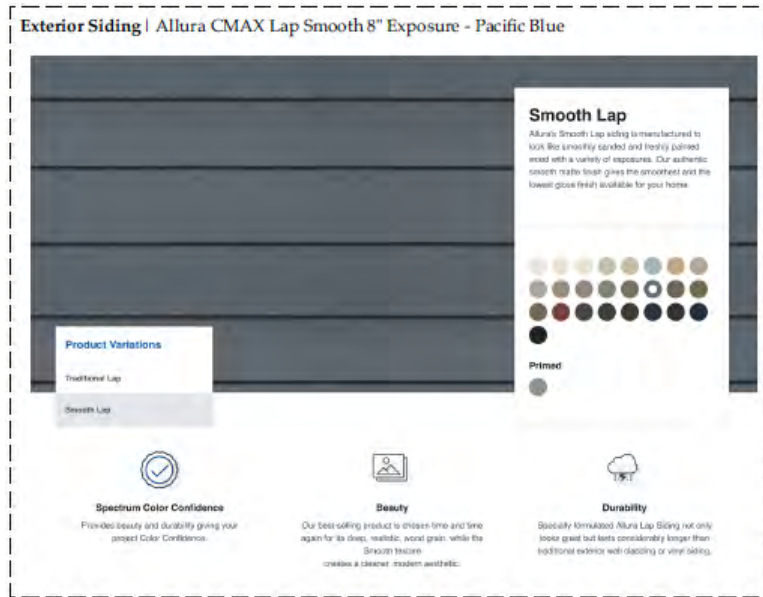 Exterior Siding | Allura CMAX Lap Smooth 8" Exposure - Pacific Blue
Smooth Lap
Allura's Smooth Lap siding is manufactured to
look like smoothly sanded and freshly painted
wood with a variety of exposures. Our authentic
smooth matte finish gives the smoothest and the
lowest gloss finish available for your home.
Primed
Product Variations
Traditional Lap
Smooth Lap
Spectrum Color Confidence
Provides beauty and durability giving your
project Color Confidence.
Beauty
Our best-selling product is chosen time and time
again for its deep, realistic, wood grain, while the
Smooth texture
creates a cleaner, modern aesthetic.
Durability
Specially formulated Allura Lap Siding not only
looks great but lasts considerably longer than
traditional exterior web cladding or vinyl siding.